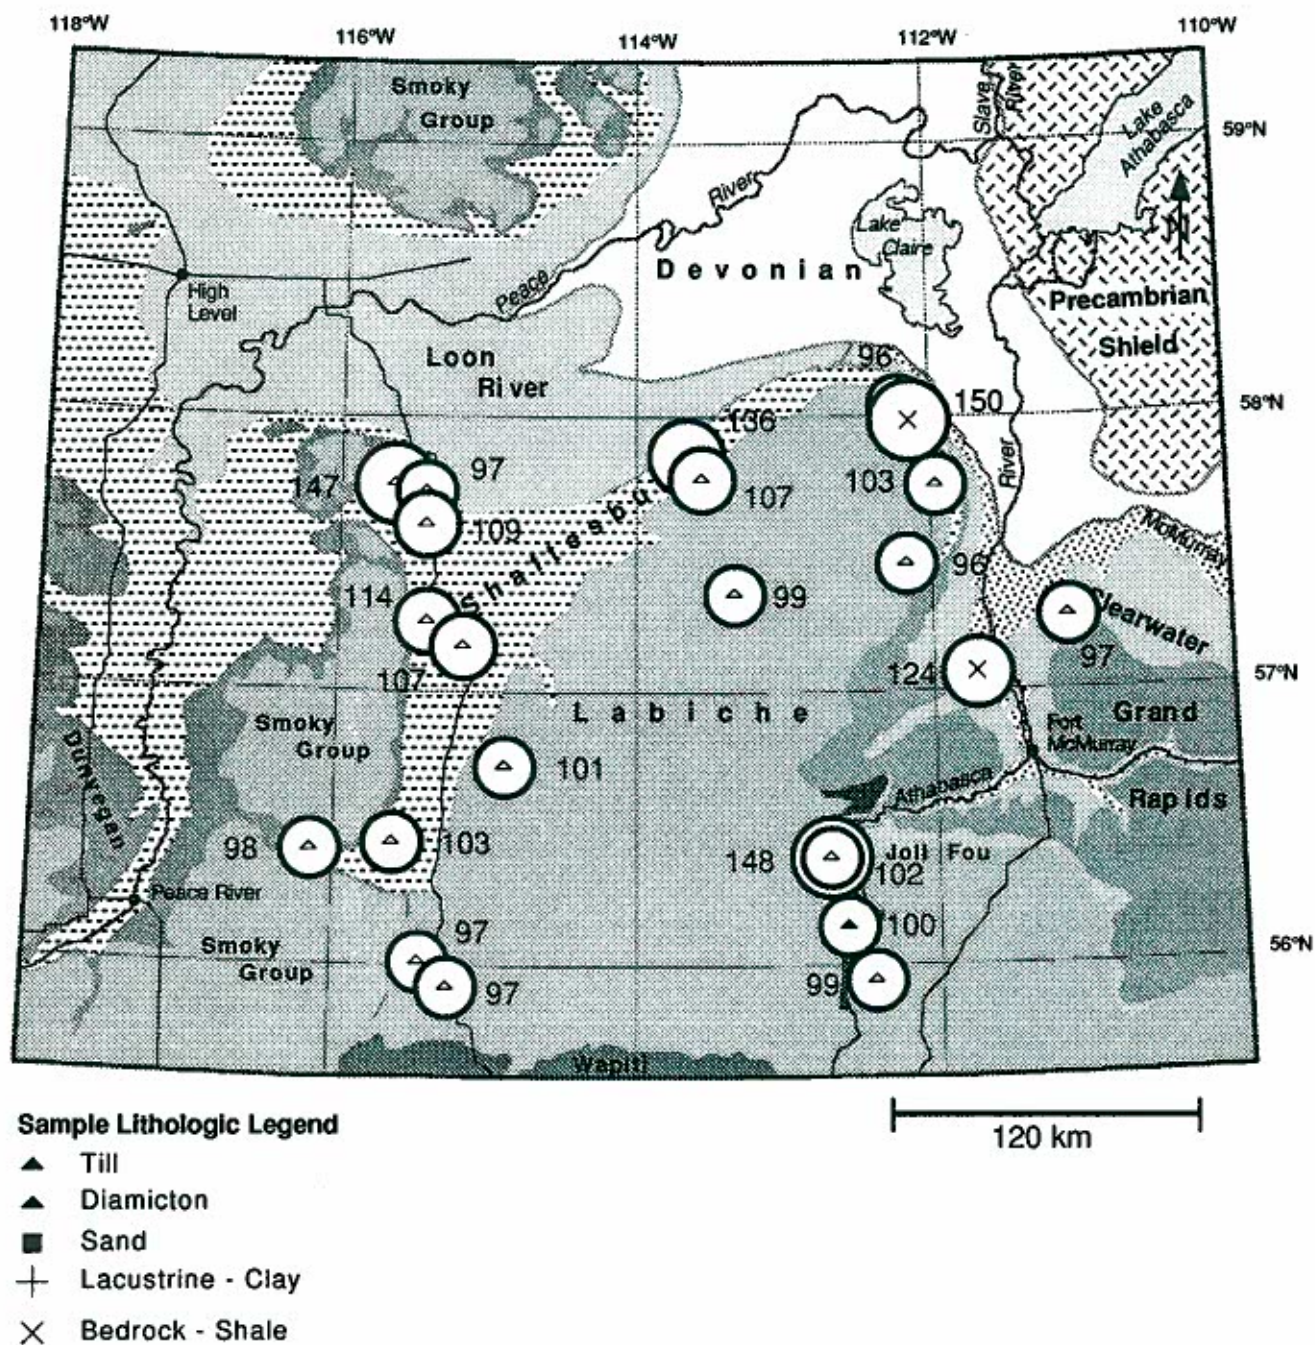 118°W
116°W
114°W
112°W
110°W
Smoky
Group
Slave
River
Lake
Athabasca
59°N
River
Lake
Claire
N
Devonian
High
Level
Peace
Precambrian
Shield
Loon
River
96
150
58°N
136
147
97
107
103
River
109
McMurray
Shaftesbu
114
99
96
Clearwater
97
107
124
57°N
Labiche
Grand
Smoky
Group
Fort
McMurray
Dunvegan
101
Athabasca
Rapids
98
103
148
Joli Fou
102
Peace River
100
97
Smoky
Group
56°N
97
99
Wapiti
Sample Lithologic Legend
120 km
Till
Diamicton
Sand
Lacustrine - Clay
Bedrock - Shale